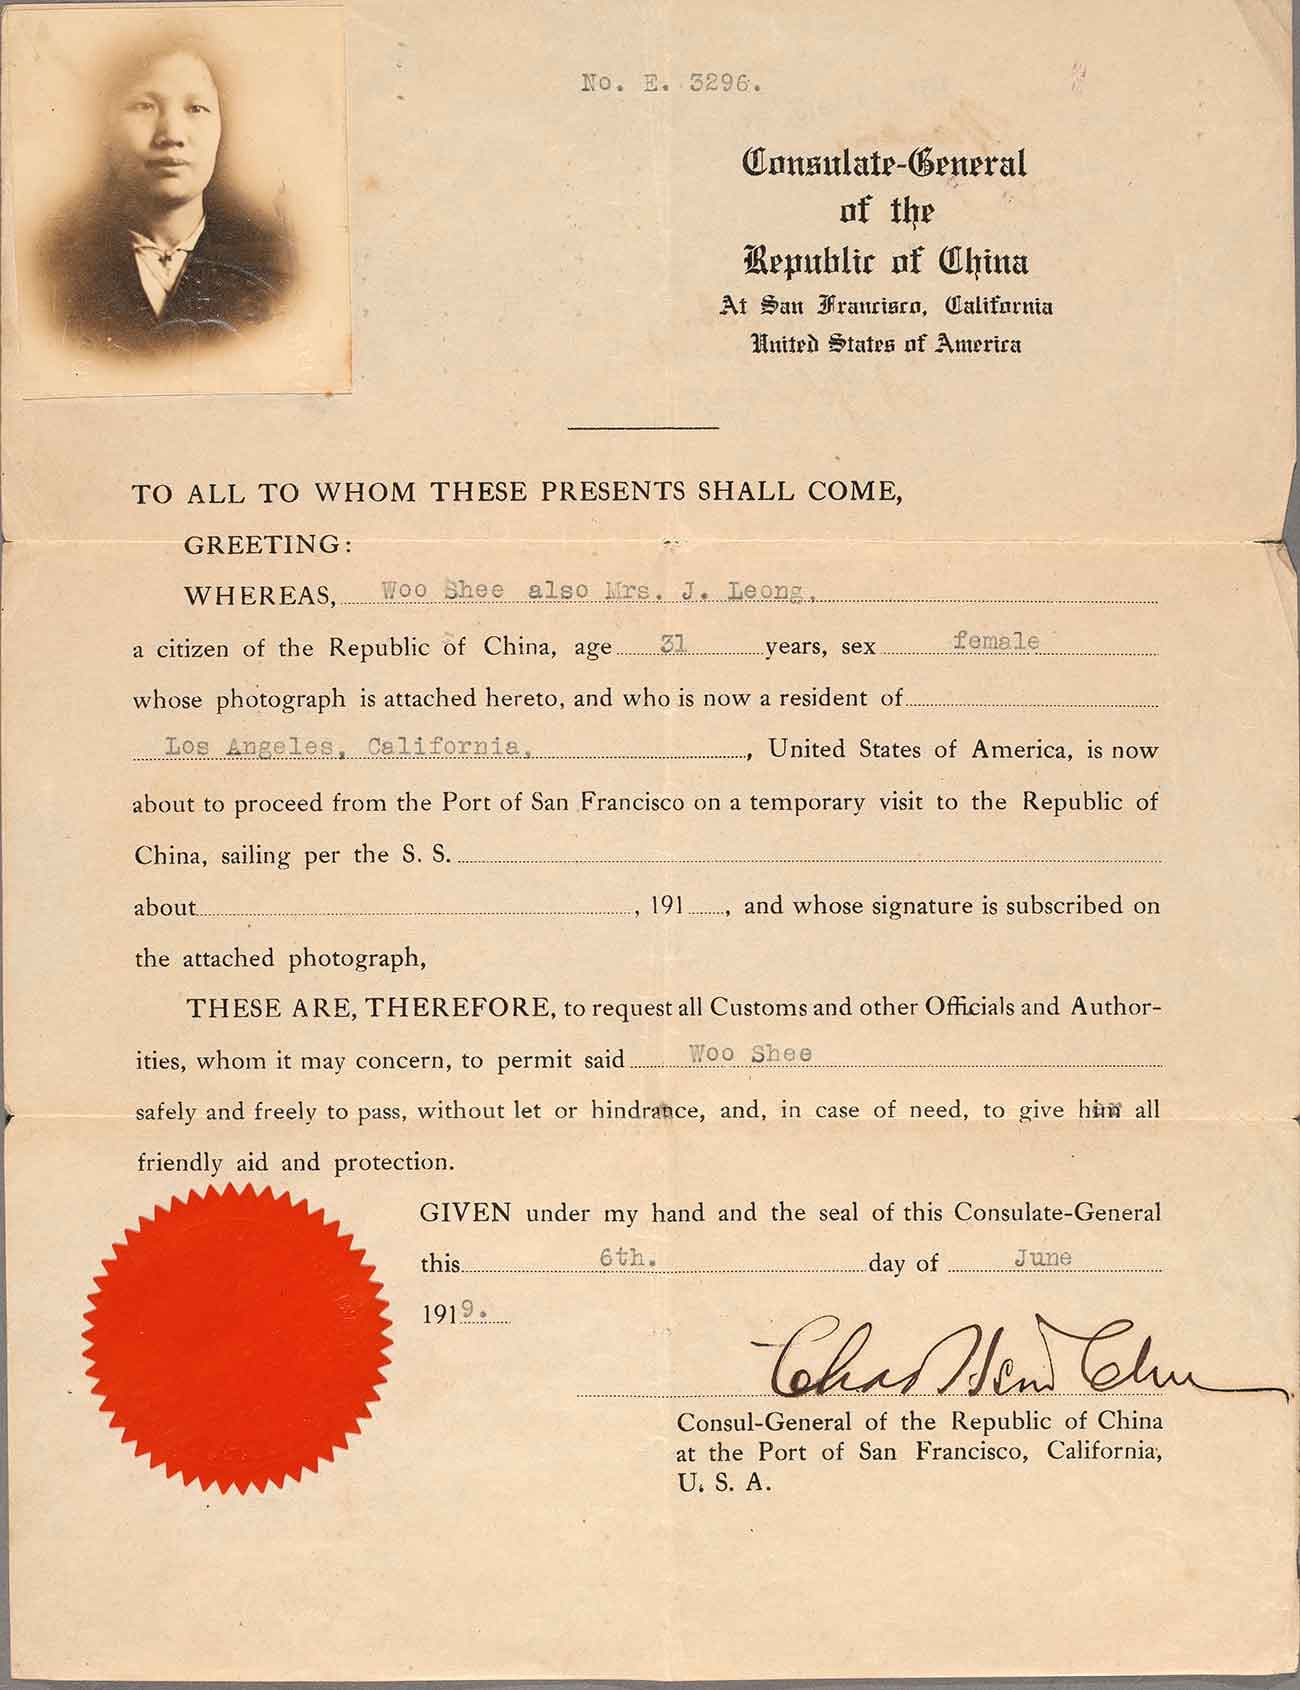 No. E. 3296.
Consulate-General
of the
Republic of China
At San Francisco, California
United States of America
TO ALL TO WHOM THESE PRESENTS SHALL COME,
GREETING:
WHEREAS, Woo Shee also Mrs. J. Leong,
a citizen of the Republic of China, age 31 years, sex female
whose photograph is attached hereto, and who is now a resident of
Los Angeles, California, , United States of America, is now
about to proceed from the Port of San Francisco on a temporary visit to the Republic of
China, sailing per the S. S.
about , 191 , and whose signature is subscribed on
the attached photograph,
THESE ARE, THEREFORE, to request all Customs and other Officials and Author-
ities, whom it may concern, to permit said Woo Shee
safely and freely to pass, without let or hindrance, and, in case of need, to give her all
friendly aid and protection.
GIVEN under my hand and the seal of this Consulate-General
this 6th. day of June
1919.
Consul-General of the Republic of China
at the Port of San Francisco, California,
U. S. A.